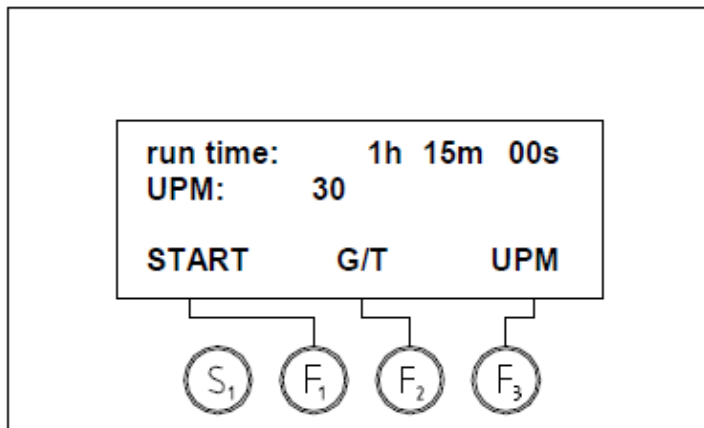 run time: 1h 15m 00s
UPM: 30
START G/T UPM
S₁ F₁ F₂ F₃